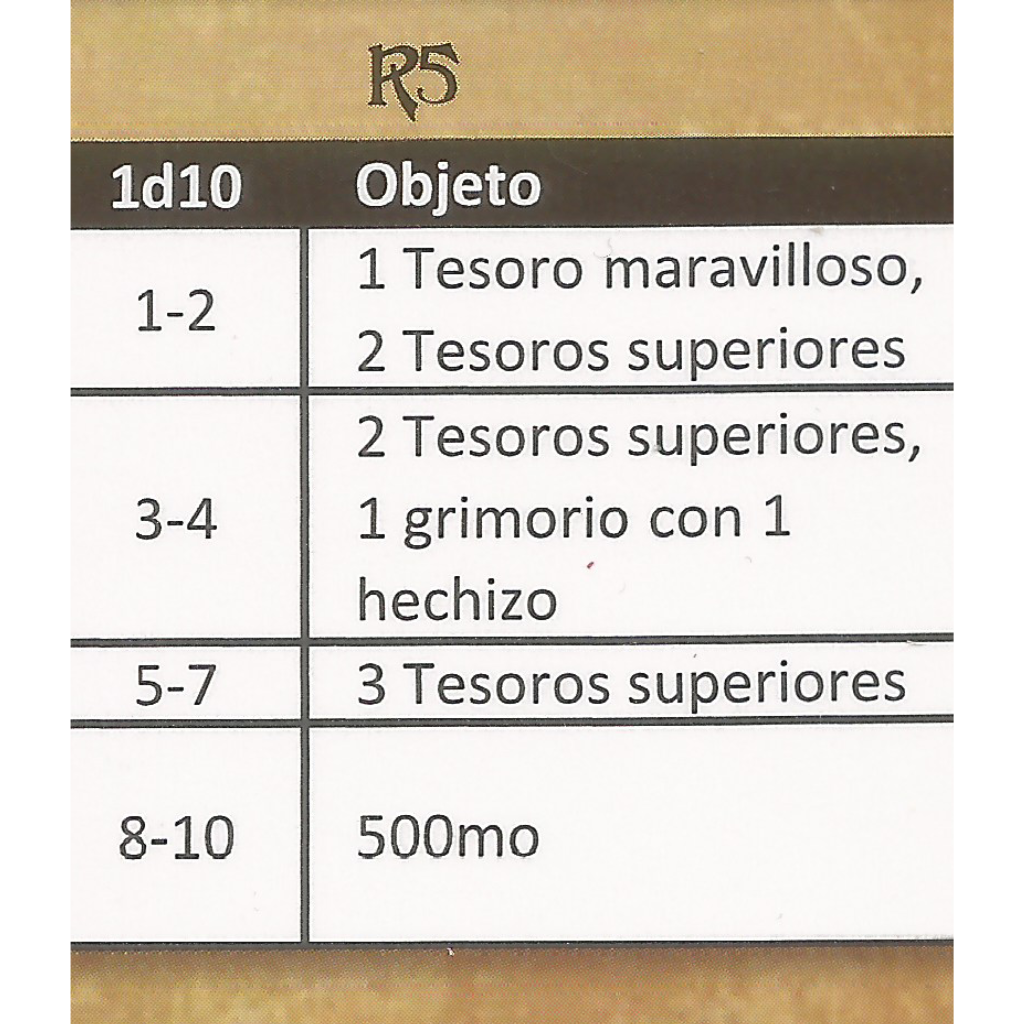 R5
1d10 Objeto
1-2 1 Tesoro maravilloso,
2 Tesoros superiores
3-4 2 Tesoros superiores,
1 grimorio con 1
hechizo
5-7 3 Tesoros superiores
8-10 500mo